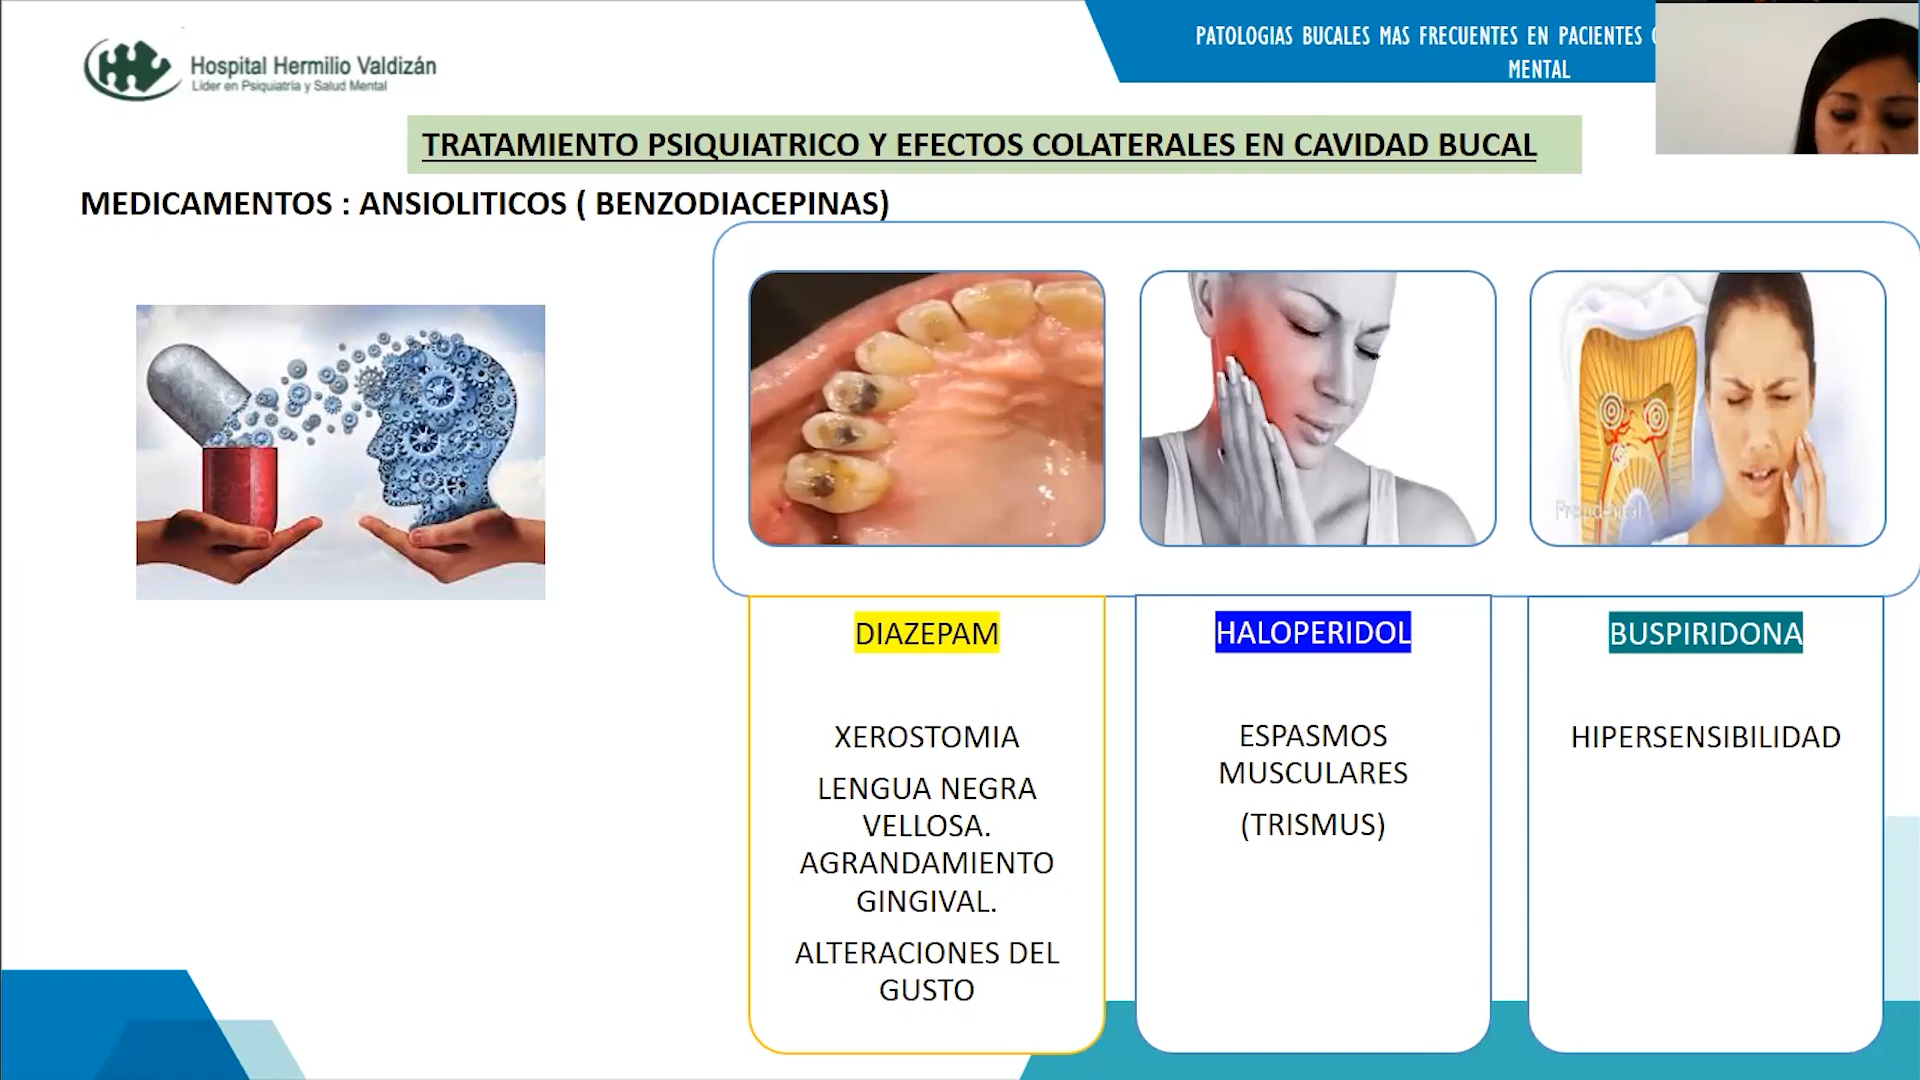 Hospital Hermilio Valdizán
Líder en Psiquiatría y Salud Mental
PATOLOGIAS BUCALES MAS FRECUENTES EN PACIENTES
MENTAL
TRATAMIENTO PSIQUIATRICO Y EFECTOS COLATERALES EN CAVIDAD BUCAL
MEDICAMENTOS : ANSIOLITICOS ( BENZODIACEPINAS)
DIAZEPAM
XEROSTOMIA
LENGUA NEGRA
VELLOSA.
AGRANDAMIENTO
GINGIVAL.
ALTERACIONES DEL
GUSTO
HALOPERIDOL
ESPASMOS
MUSCULARES
(TRISMUS)
BUSPIRIDONA
HIPERSENSIBILIDAD